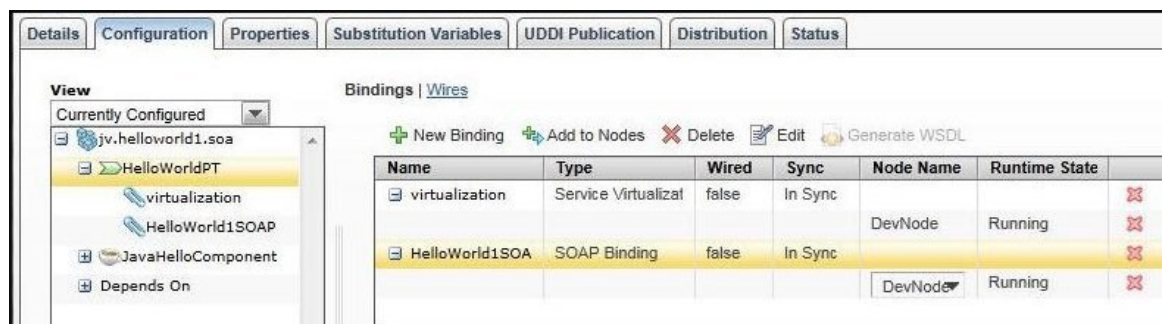 Details Configuration Properties Substitution Variables UDDI Publication Distribution Status
View
Currently Configured
jv.helloworld1.soa
HelloWorldPT
virtualization
HelloWorld1SOAP
JavaHelloComponent
Depends On
Bindings | Wires
New Binding Add to Nodes Delete Edit Generate WSDL
Name Type Wired Sync Node Name Runtime State
virtualization Service Virtualizat false In Sync
DevNode Running
HelloWorld1SOA SOAP Binding false In Sync
DevNode Running